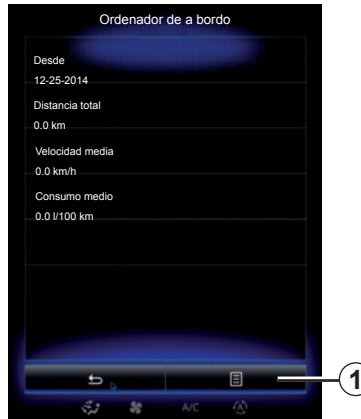 Ordenador de a bordo
Desde
12-25-2014
Distancia total
0.0 km
Velocidad media
0.0 km/h
Consumo medio
0.0 l/100 km
1
A/C
A